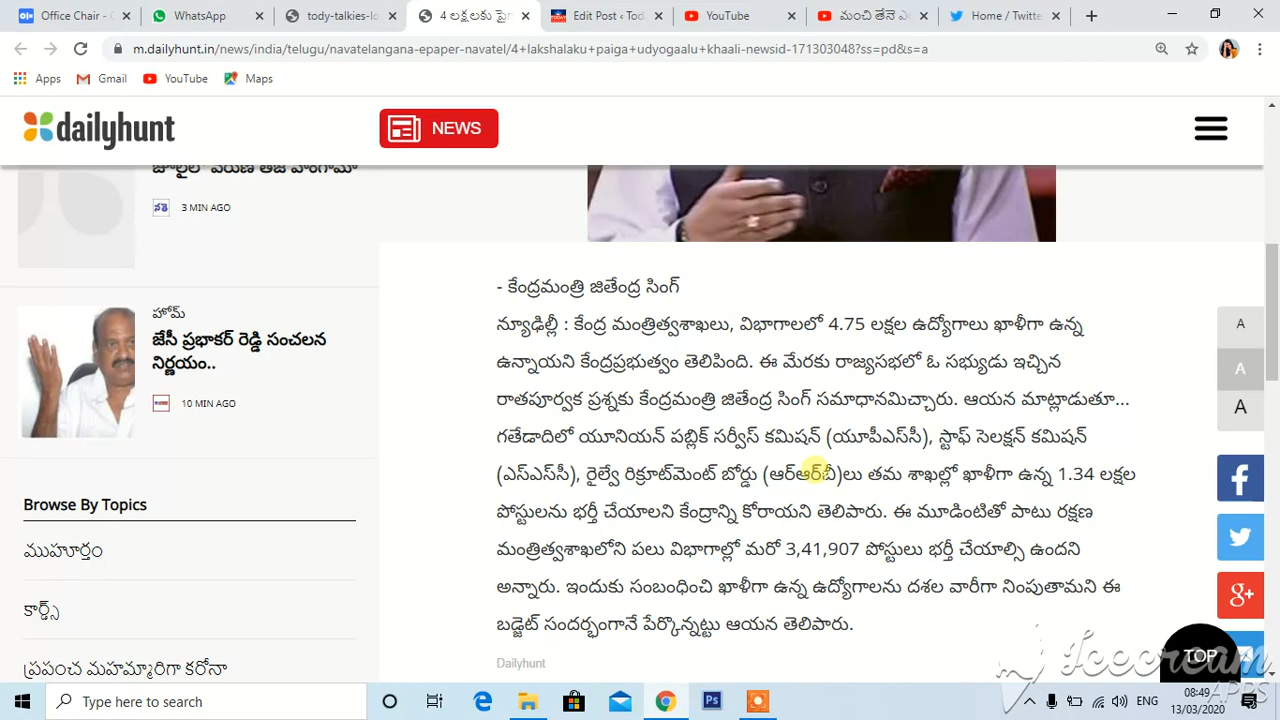 Office Chair - C
WhatsApp
tody-talkies-lo
4 లక్షలకు పైగ
Edit Post ‹ Tod
YouTube
మంచి తేనె ఎ
Home / Twitte
m.dailyhunt.in/news/india/telugu/navatelangana-epaper-navatel/4+lakshalaku+paiga+udyogaalu+khaali-newsid-171303048?ss=pd&s=a
Apps
Gmail
YouTube
Maps
dailyhunt
NEWS
3 MIN AGO
హోమ్
జేసీ ప్రభాకర్ రెడ్డి సంచలన
నిర్ణయం..
10 MIN AGO
Browse By Topics
ముహూర్తం
కార్స్
ప్రపంచ మహమ్మారిగా కరోనా
- కేంద్రమంత్రి జితేంద్ర సింగ్
న్యూఢిల్లీ : కేంద్ర మంత్రిత్వశాఖలు, విభాగాలలో 4.75 లక్షల ఉద్యోగాలు ఖాళీగా ఉన్న
ఉన్నాయని కేంద్రప్రభుత్వం తెలిపింది. ఈ మేరకు రాజ్యసభలో ఓ సభ్యుడు ఇచ్చిన
రాతపూర్వక ప్రశ్నకు కేంద్రమంత్రి జితేంద్ర సింగ్ సమాధానమిచ్చారు. ఆయన మాట్లాడుతూ...
గతేడాదిలో యూనియన్ పబ్లిక్ సర్వీస్ కమిషన్ (యూపీఎస్‌సీ), స్టాఫ్ సెలక్షన్ కమిషన్
(ఎస్ఎస్‌సీ), రైల్వే రిక్రూట్‌మెంట్ బోర్డు (ఆర్ఆర్‌బీ)లు తమ శాఖల్లో ఖాళీగా ఉన్న 1.34 లక్షల
పోస్టులను భర్తీ చేయాలని కేంద్రాన్ని కోరాయని తెలిపారు. ఈ మూడింటితో పాటు రక్షణ
మంత్రిత్వశాఖలోని పలు విభాగాల్లో మరో 3,41,907 పోస్టులు భర్తీ చేయాల్సి ఉందని
అన్నారు. ఇందుకు సంబంధించి ఖాళీగా ఉన్న ఉద్యోగాలను దశల వారీగా నింపుతామని ఈ
బడ్జెట్ సందర్భంగానే పేర్కొన్నట్టు ఆయన తెలిపారు.
Dailyhunt
A
A
A
TOP
Icecream
APPS
Type here to search
ENG
08:49
13/03/2020